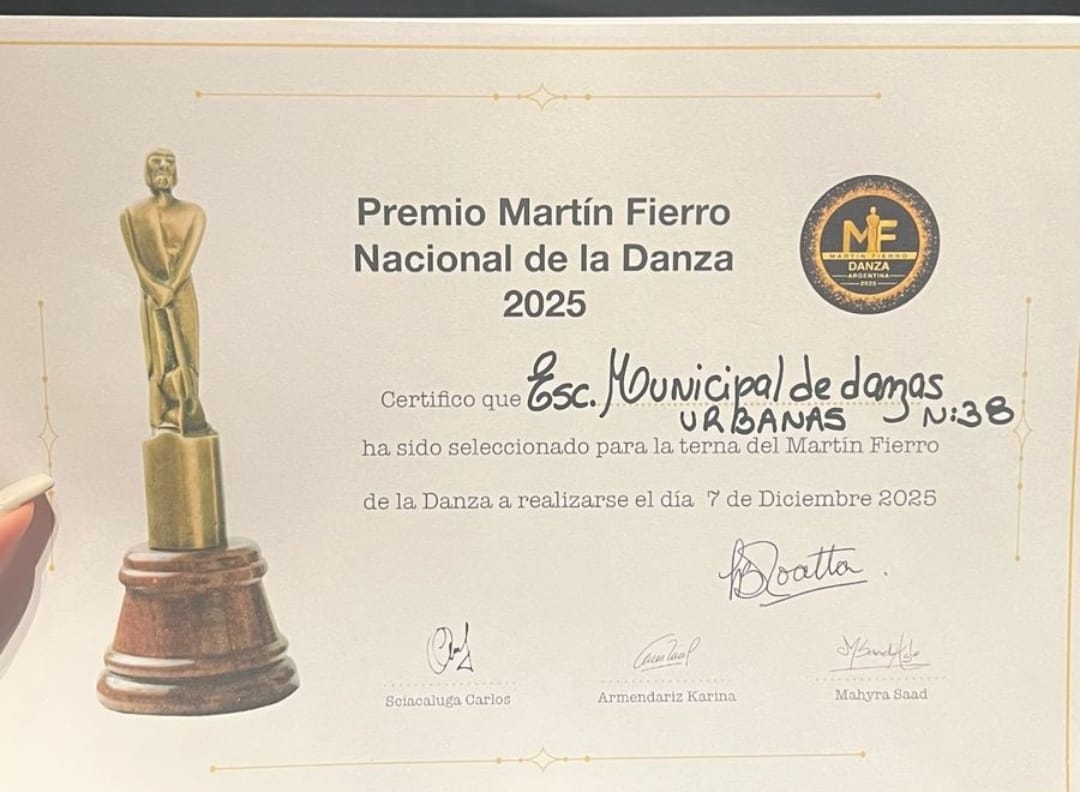 Premio Martín Fierro
Nacional de la Danza
2025
MF
MARTIN FIERRO
DANZA
ARGENTINA
2025
Certifico que Esc. Municipal de danzas
URBANAS N:38
ha sido seleccionado para la terna del Martín Fierro
de la Danza a realizarse el día 7 de Diciembre 2025
Sciacaluga Carlos
Armendariz Karina
Mahyra Saad